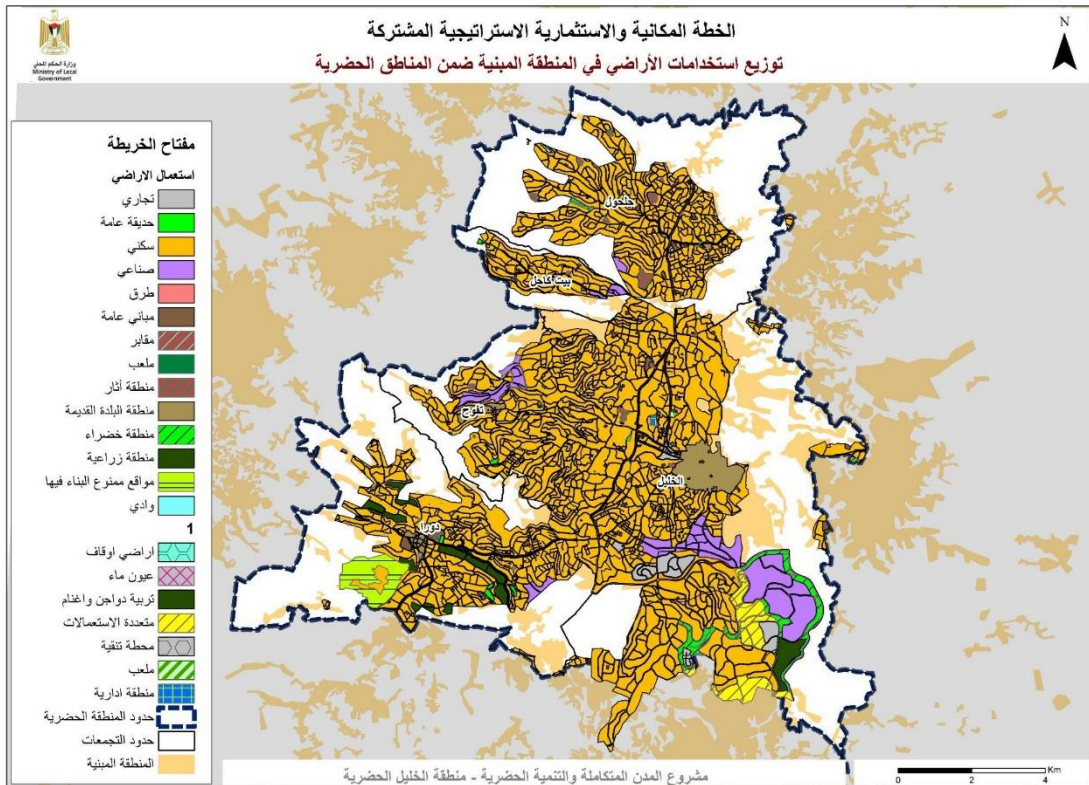 وزارة الحكم المحلي
Ministry of Local
Government
الخطة المكانية والاستثمارية الاستراتيجية المشتركة
توزيع استخدامات الأراضي في المنطقة المبنية ضمن المناطق الحضرية
N
مفتاح الخريطة
استعمال الاراضي
تجاري
حديقة عامة
سكني
صناعي
طرق
مباني عامة
مقابر
ملعب
منطقة أثار
منطقة البلدة القديمة
منطقة خضراء
منطقة زراعية
مواقع ممنوع البناء فيها
وادي
1
اراضي اوقاف
عيون ماء
تربية دواجن واغنام
متعددة الاستعمالات
محطة تنقية
ملعب
منطقة ادارية
حدود المنطقة الحضرية
حدود التجمعات
المنطقة المبنية
حلحول
بيت كاحل
تفوح
الخليل
دورا
مشروع المدن المتكاملة والتنمية الحضرية - منطقة الخليل الحضرية
0 2 4 Km